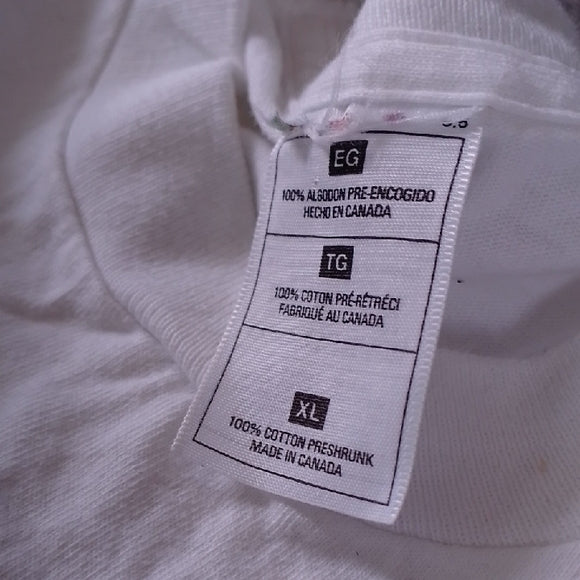 EG
100% ALGODON PRE-ENCOGIDO
HECHO EN CANADA
TG
100% COTON PRÉ-RÉTRÉCI
FABRIQUÉ AU CANADA
XL
100% COTTON PRESHRUNK
MADE IN CANADA